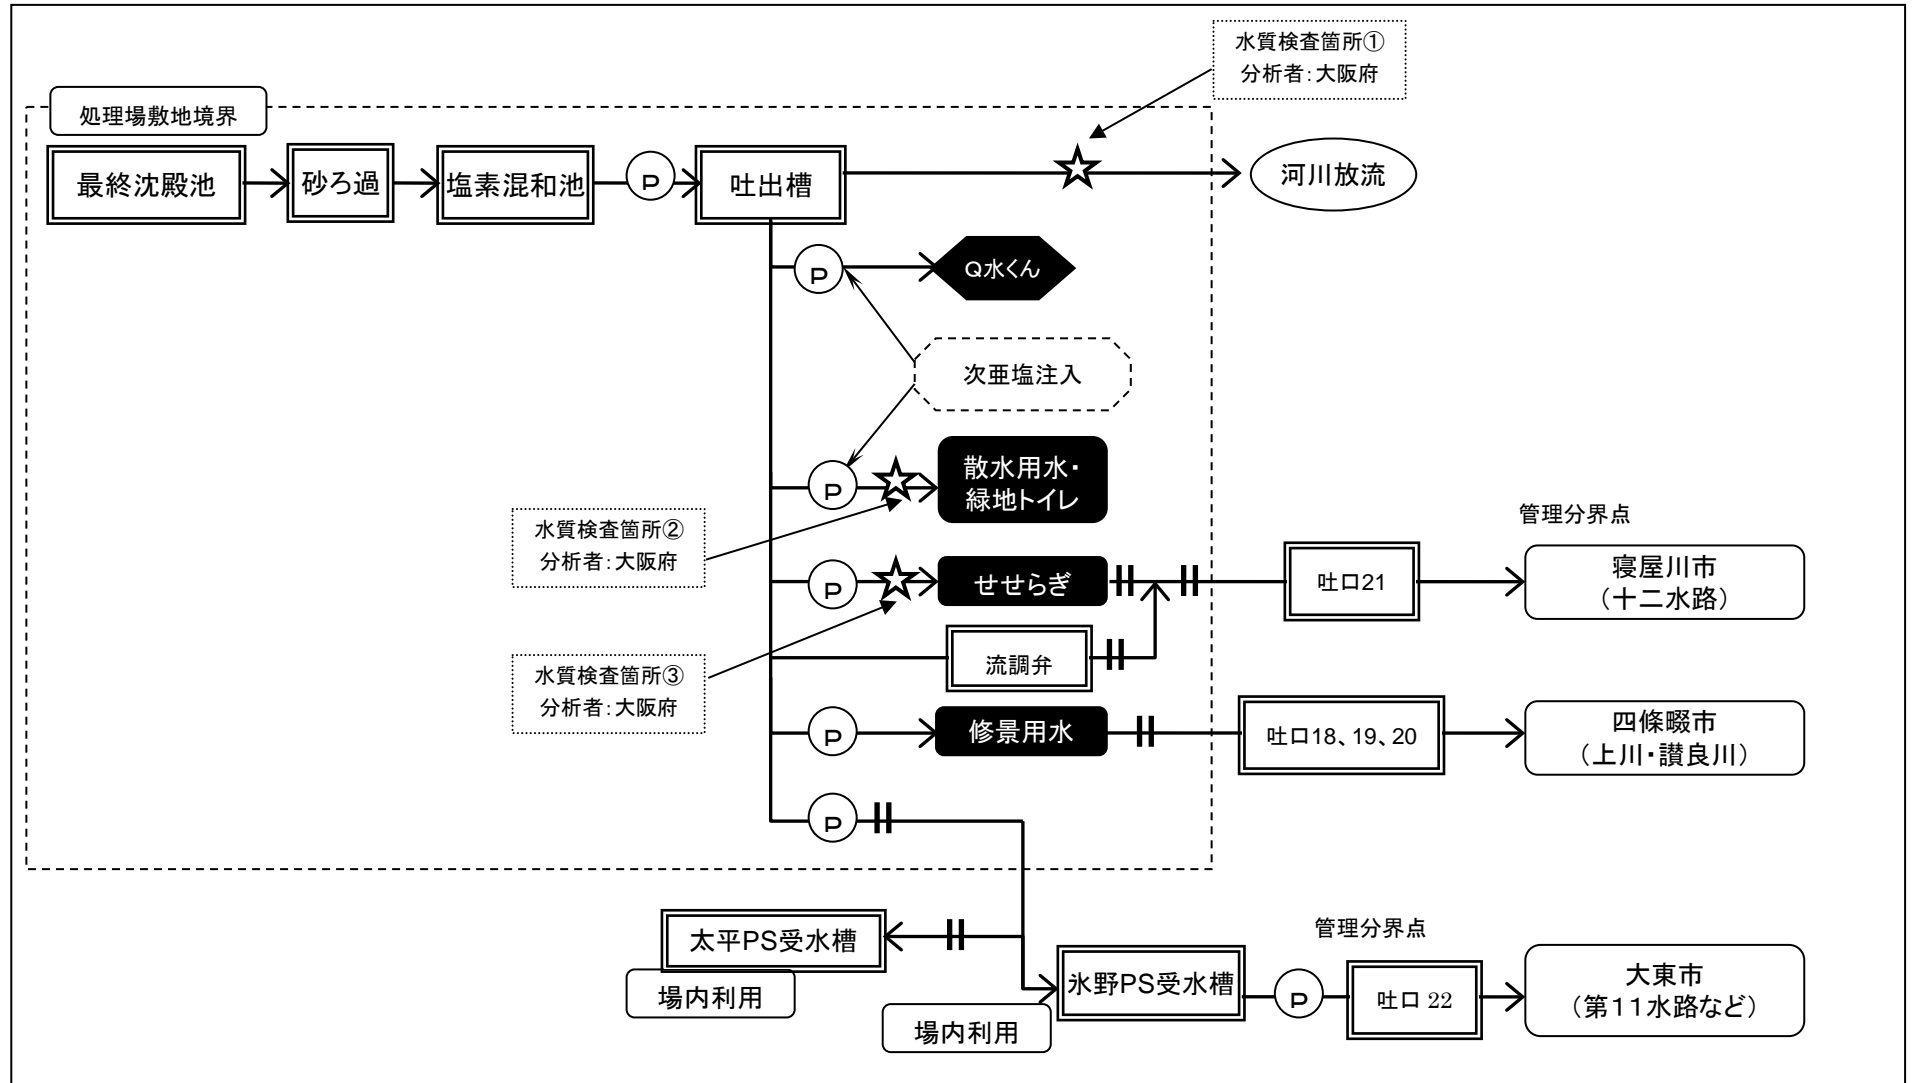 水質検査箇所①
分析者:大阪府
処理場敷地境界
最終沈殿池
砂ろ過
塩素混和池
P
吐出槽
河川放流
P
Q水くん
次亜塩注入
P
散水用水・
緑地トイレ
水質検査箇所②
分析者:大阪府
管理分界点
P
せせらぎ
吐口21
寝屋川市
(十二水路)
流調弁
水質検査箇所③
分析者:大阪府
P
修景用水
吐口18、19、20
四條畷市
(上川・讃良川)
P
太平PS受水槽
場内利用
氷野PS受水槽
場内利用
P
管理分界点
吐口 22
大東市
(第11水路など)